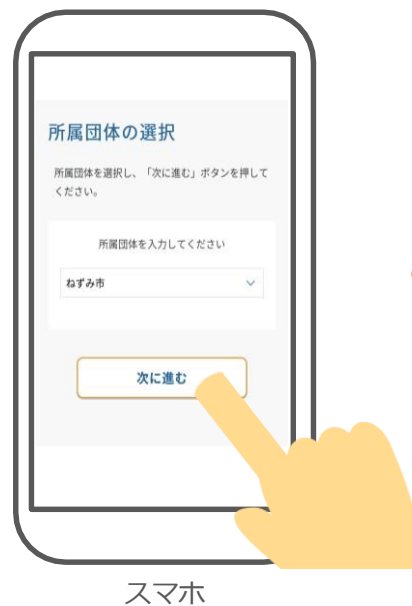 所属団体の選択
所属団体を選択し、「次に進む」ボタンを押して
ください。
所属団体を入力してください
ねずみ市
次に進む
スマホ